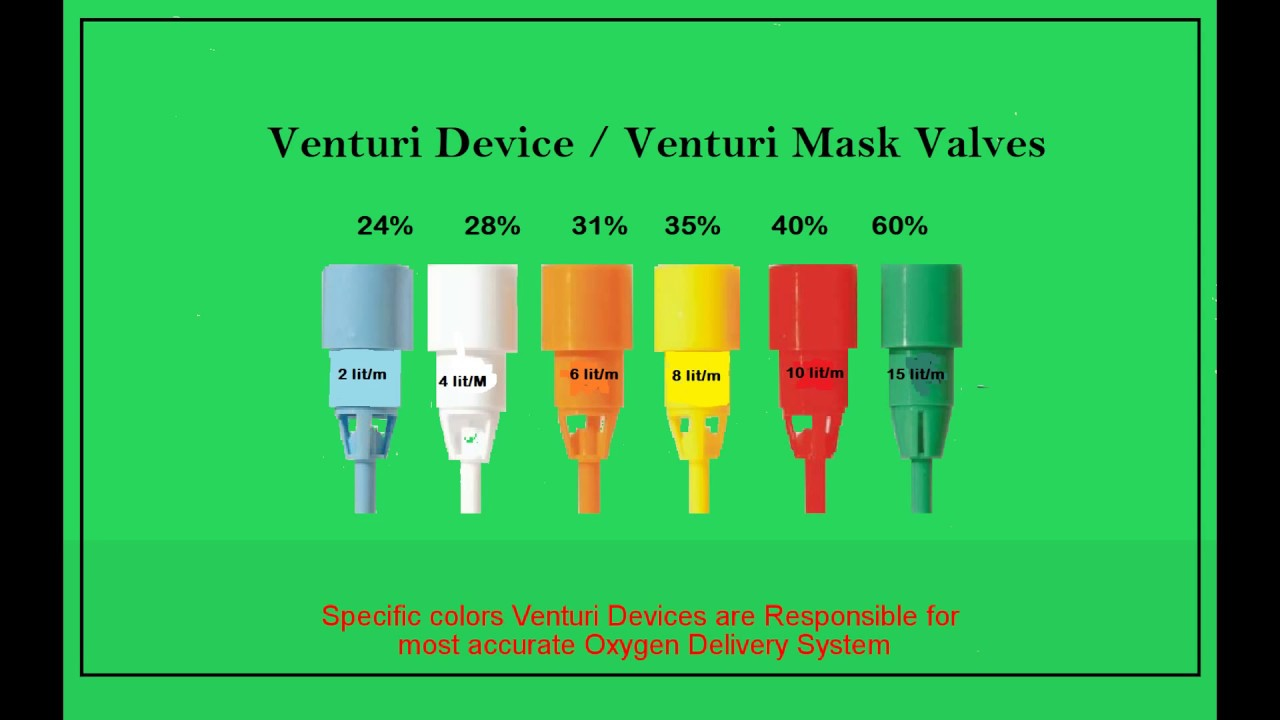 Venturi Device / Venturi Mask Valves
24% 28% 31% 35% 40% 60%
2 lit/m 4 lit/M 6 lit/m 8 lit/m 10 lit/m 15 lit/m
Specific colors Venturi Devices are Responsible for
most accurate Oxygen Delivery System